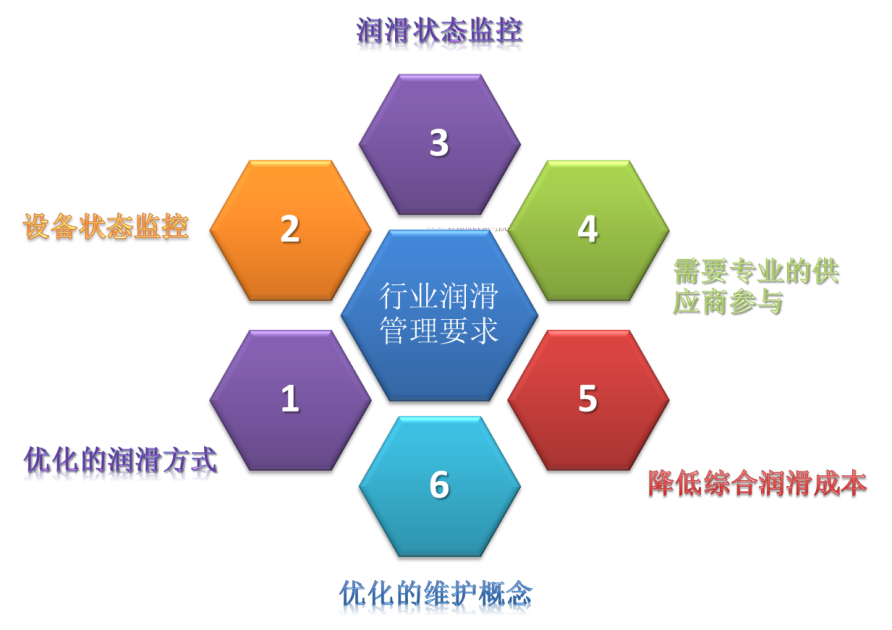 润滑状态监控
3
2
设备状态监控
4
需要专业的供
应商参与
行业润滑
管理要求
1
优化的润滑方式
5
降低综合润滑成本
6
优化的维护概念